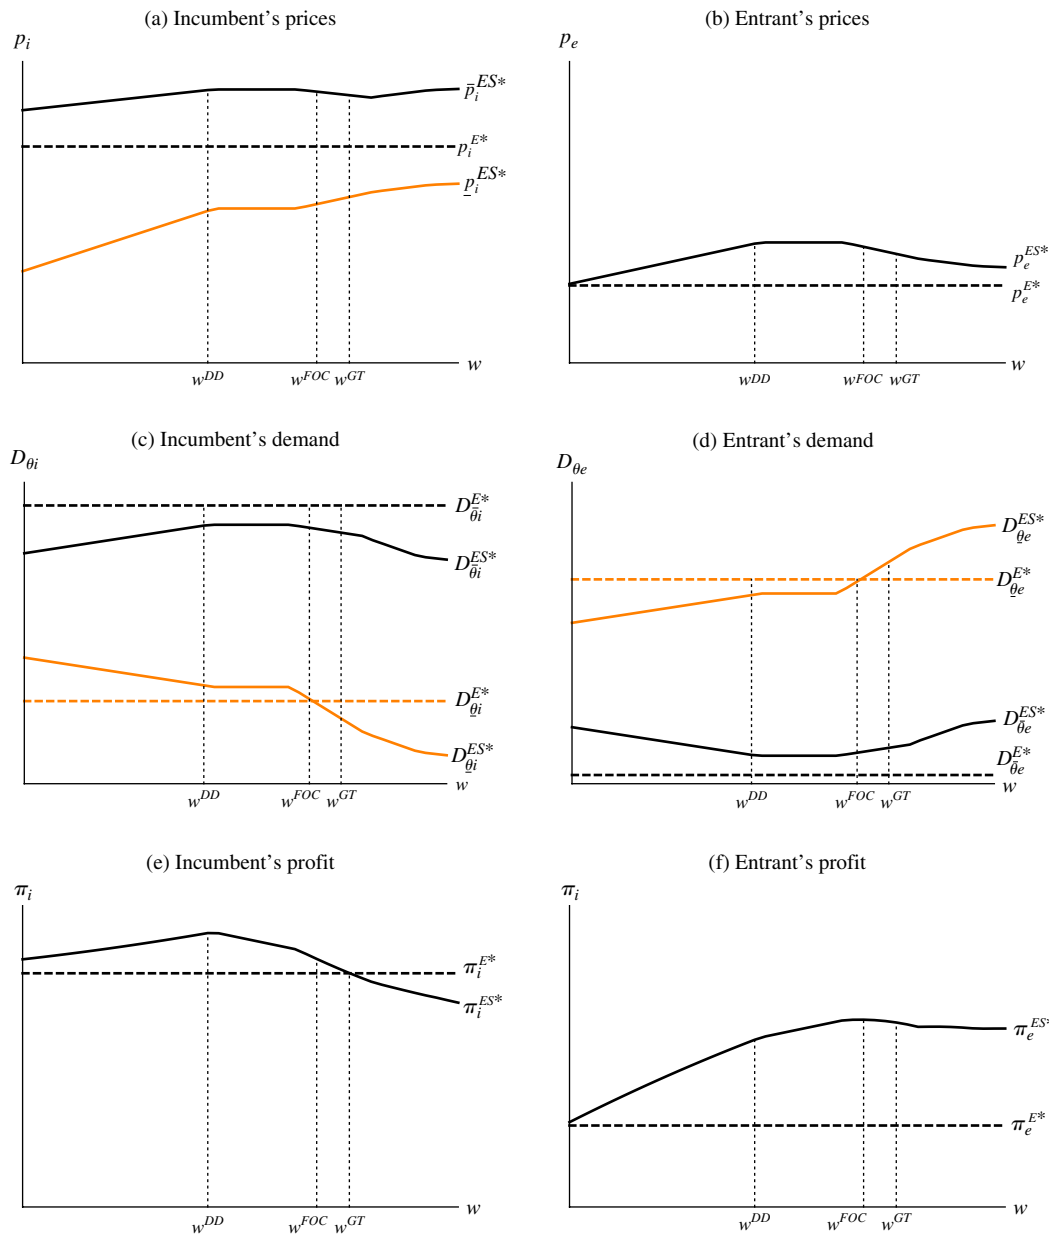 (a) Incumbent's prices
p_i
p̄_i^{ES*}
p_i^{E*}
p̲_i^{ES*}
w
w^{DD} w^{FOC} w^{GT}
(b) Entrant's prices
p_e
p_e^{ES*}
p_e^{E*}
w
w^{DD} w^{FOC} w^{GT}
(c) Incumbent's demand
D_{θi}
D_{θ̄i}^{E*}
D_{θ̄i}^{ES*}
D_{θ̲i}^{E*}
D_{θ̲i}^{ES*}
w
w^{DD} w^{FOC} w^{GT}
(d) Entrant's demand
D_{θe}
D_{θ̲e}^{ES*}
D_{θ̲e}^{E*}
D_{θ̄e}^{ES*}
D_{θ̄e}^{E*}
w
w^{DD} w^{FOC} w^{GT}
(e) Incumbent's profit
π_i
π_i^{E*}
π_i^{ES*}
w
w^{DD} w^{FOC} w^{GT}
(f) Entrant's profit
π_i
π_e^{ES*}
π_e^{E*}
w
w^{DD} w^{FOC} w^{GT}